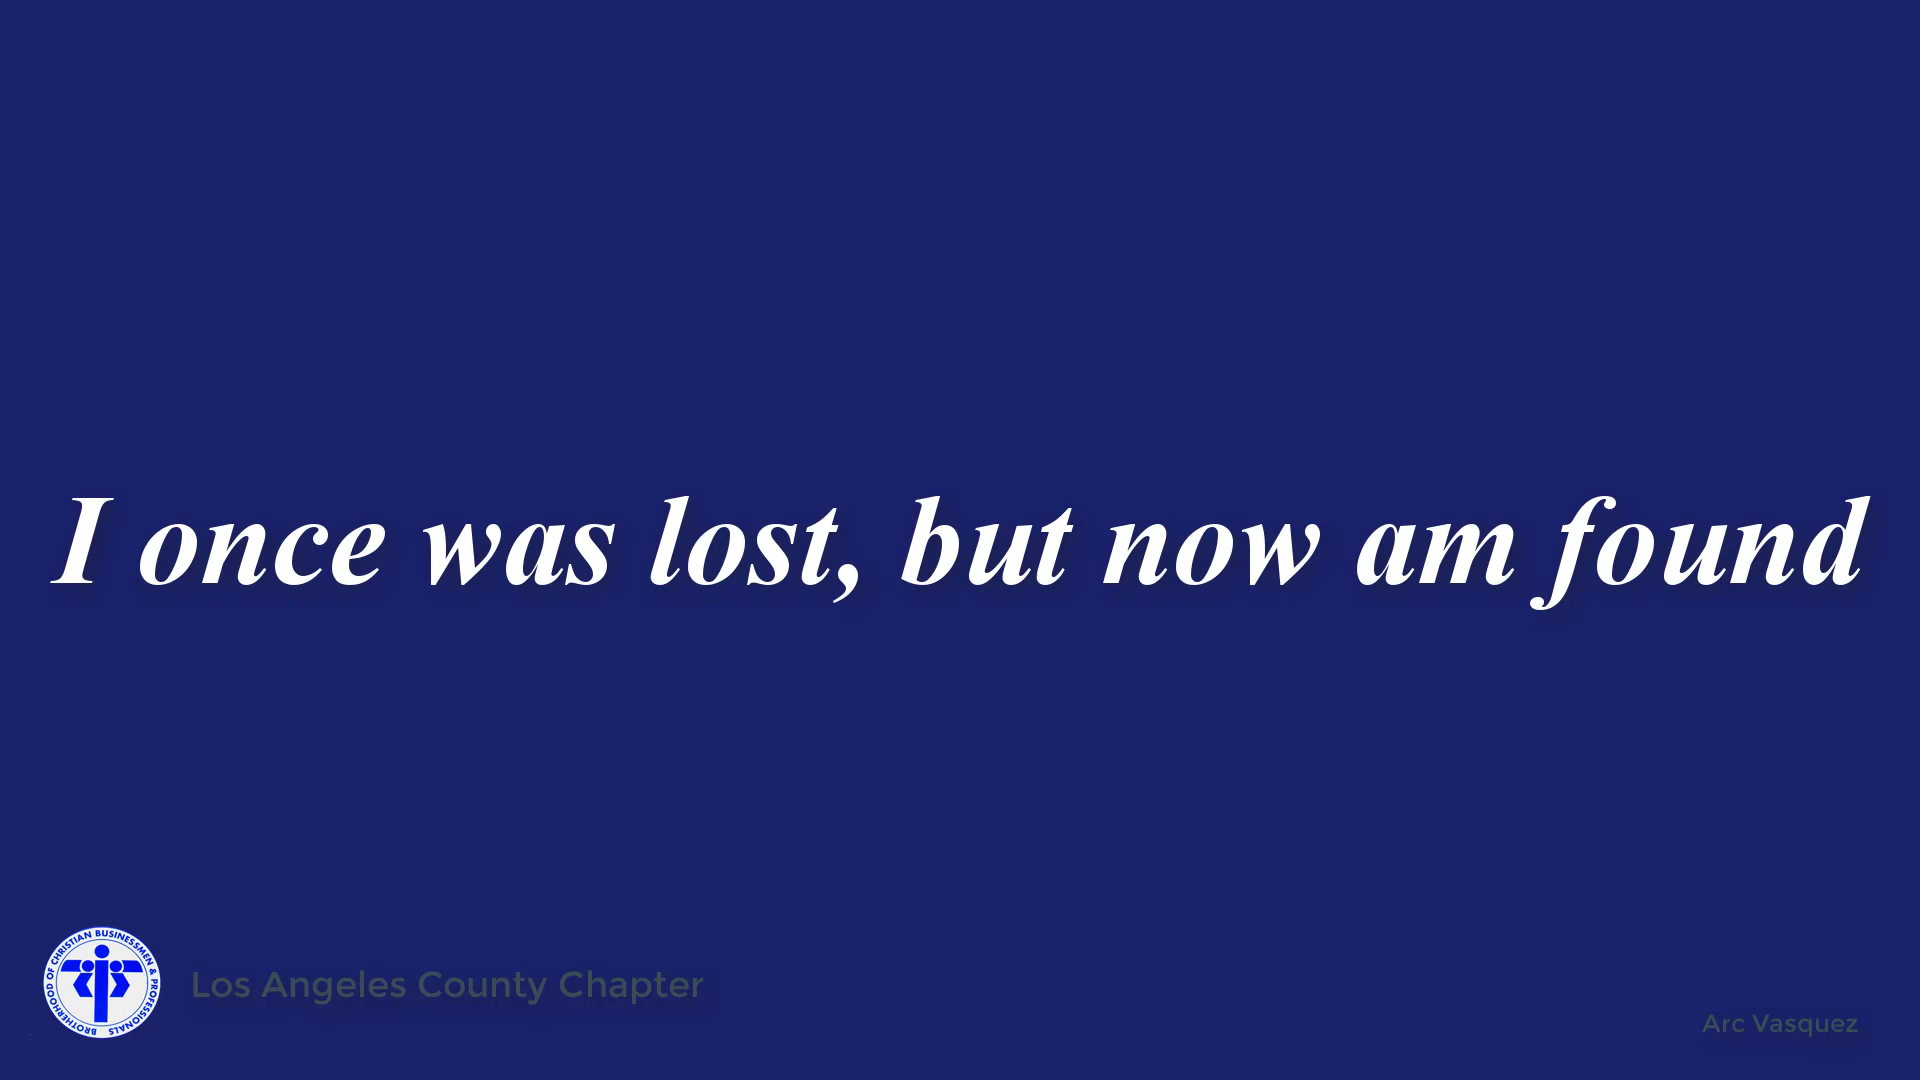 I once was lost, but now am found
BROTHERHOOD OF CHRISTIAN BUSINESSMEN & PROFESSIONALS
Los Angeles County Chapter
Arc Vasquez